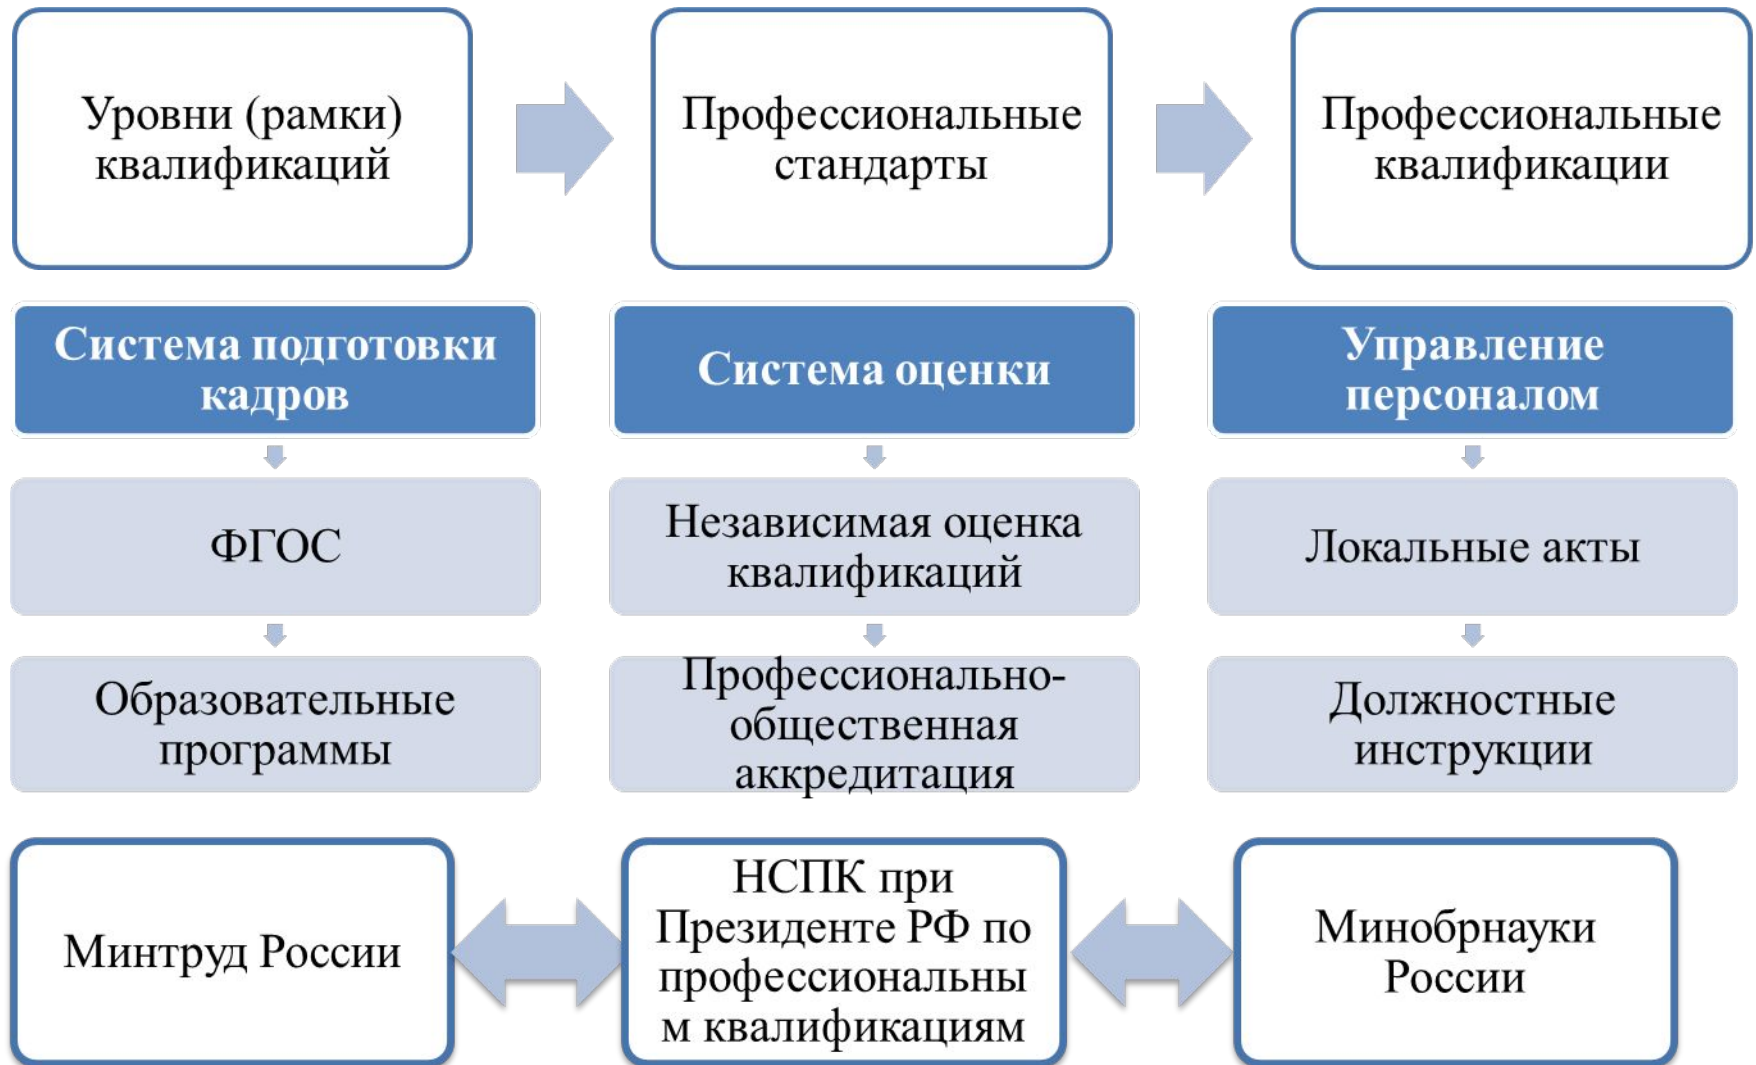 Уровни (рамки)
квалификаций
Профессиональные
стандарты
Профессиональные
квалификации
Система подготовки
кадров
Система оценки
Управление
персоналом
ФГОС
Независимая оценка
квалификаций
Локальные акты
Образовательные
программы
Профессионально-
общественная
аккредитация
Должностные
инструкции
Минтруд России
НСПК при
Президенте РФ по
профессиональны
м квалификациям
Минобрнауки
России